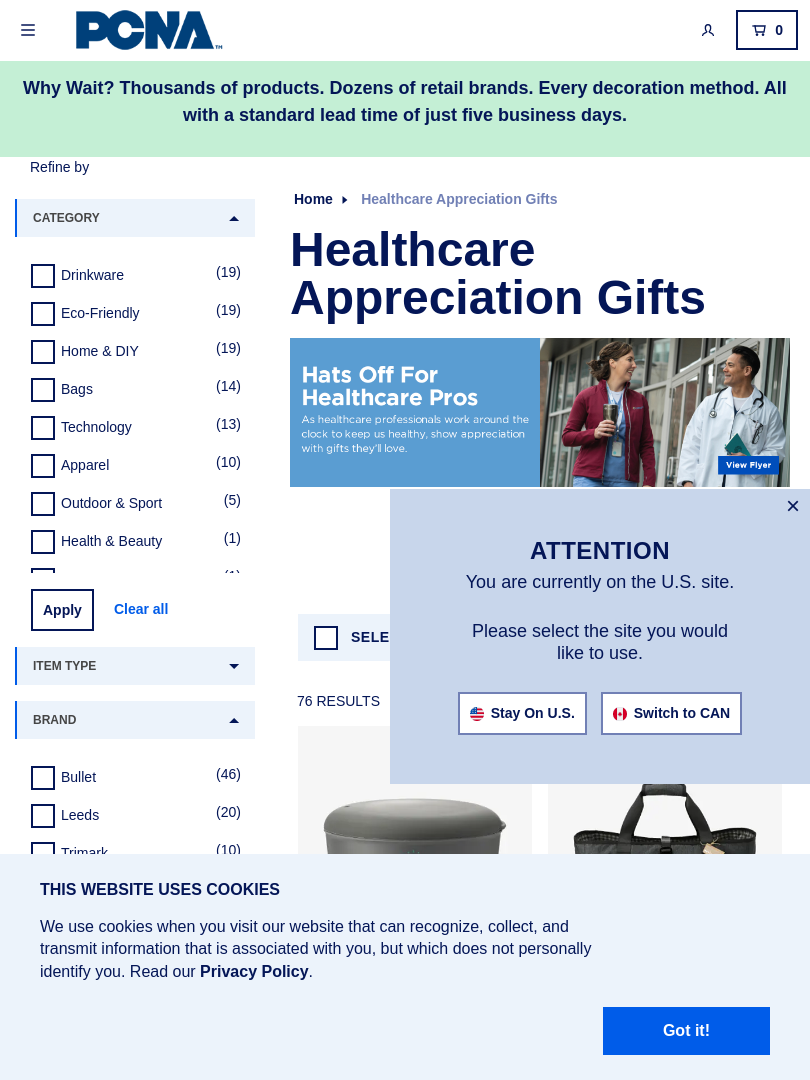 PCNA™
0
Why Wait? Thousands of products. Dozens of retail brands. Every decoration method. All
with a standard lead time of just five business days.
Refine by
CATEGORY
Drinkware (19)
Eco-Friendly (19)
Home & DIY (19)
Bags (14)
Technology (13)
Apparel (10)
Outdoor & Sport (5)
Health & Beauty (1)
(1)
Apply Clear all
ITEM TYPE
BRAND
Bullet (46)
Leeds (20)
Trimark (10)
Home Healthcare Appreciation Gifts
Healthcare
Appreciation Gifts
Hats Off For
Healthcare Pros
As healthcare professionals work around the
clock to keep us healthy, show appreciation
with gifts they'll love.
View Flyer
SELE
76 RESULTS
×
ATTENTION
You are currently on the U.S. site.
Please select the site you would
like to use.
Stay On U.S. Switch to CAN
THIS WEBSITE USES COOKIES
We use cookies when you visit our website that can recognize, collect, and
transmit information that is associated with you, but which does not personally
identify you. Read our Privacy Policy.
Got it!